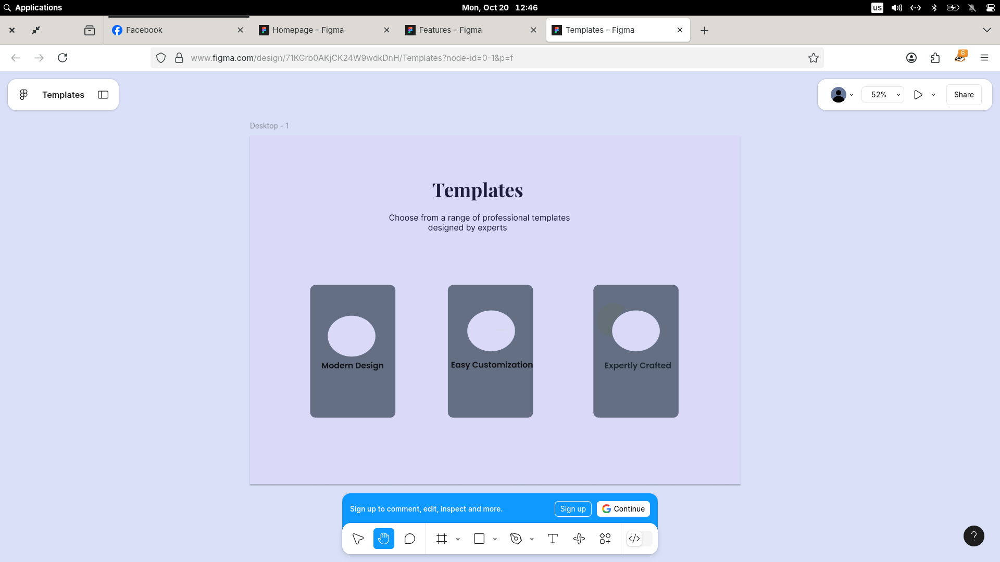 Applications
Mon, Oct 20 12:46
us
Facebook
Homepage – Figma
Features – Figma
Templates – Figma
www.figma.com/design/71KGrb0AKjCK24W9wdkDnH/Templates?node-id=0-1&p=f
6
Templates
52%
Share
Desktop - 1
Templates
Choose from a range of professional templates
designed by experts
Modern Design
Easy Customization
Expertly Crafted
Sign up to comment, edit, inspect and more.
Sign up
Continue